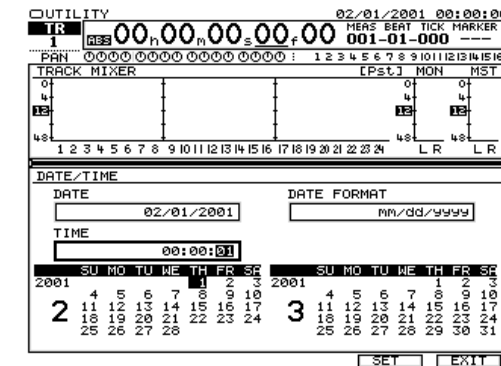 UTILITY 02/01/2001 00:00:0
TR 1 ABS 00h00m00s00f00 MEAS BEAT TICK MARKER
001-01-000 ---
PAN 1 2 3 4 5 6 7 8 9 10 11 12 13 14 15 16
TRACK MIXER [Pst] MON MST
0 0 0
4 4 4
12 12 12
48 48 48
1 2 3 4 5 6 7 8 9 10 11 12 13 14 15 16 17 18 19 20 21 22 23 24 L R L R
DATE/TIME
DATE DATE FORMAT
02/01/2001 mm/dd/yyyy
TIME
00:00:01
SU MO TU WE TH FR SA SU MO TU WE TH FR SA
2001 1 2 3 2001 1 2 3
4 5 6 7 8 9 10 4 5 6 7 8 9 10
2 11 12 13 14 15 16 17 3 11 12 13 14 15 16 17
18 19 20 21 22 23 24 18 19 20 21 22 23 24
25 26 27 28 25 26 27 28 29 30 31
SET EXIT